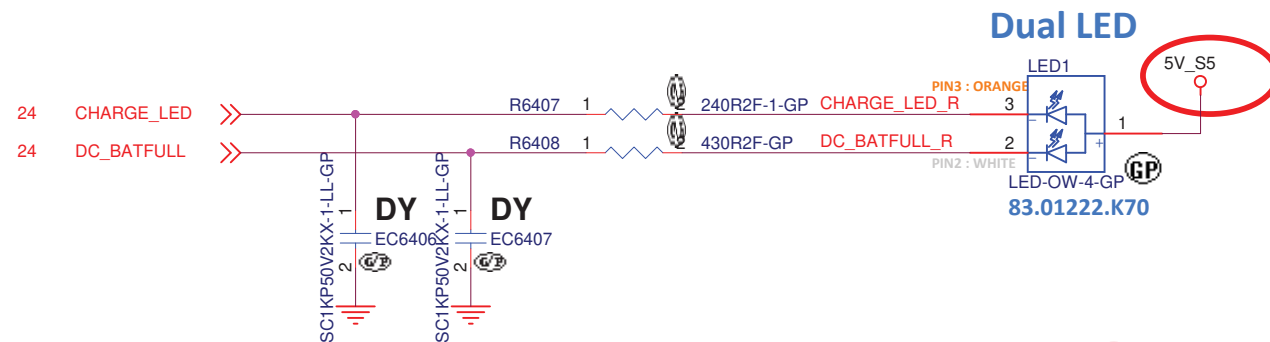 Dual LED
LED1
5V_S5
PIN3 : ORANGE
24 CHARGE_LED R6407 1 2 240R2F-1-GP CHARGE_LED_R 3
1
24 DC_BATFULL R6408 1 2 430R2F-GP DC_BATFULL_R 2
+
PIN2 : WHITE
LED-OW-4-GP GP
83.01222.K70
SC1KP50V2KX-1-LL-GP
1 DY
EC6406
2 G/P
SC1KP50V2KX-1-LL-GP
1 DY
EC6407
2 G/P